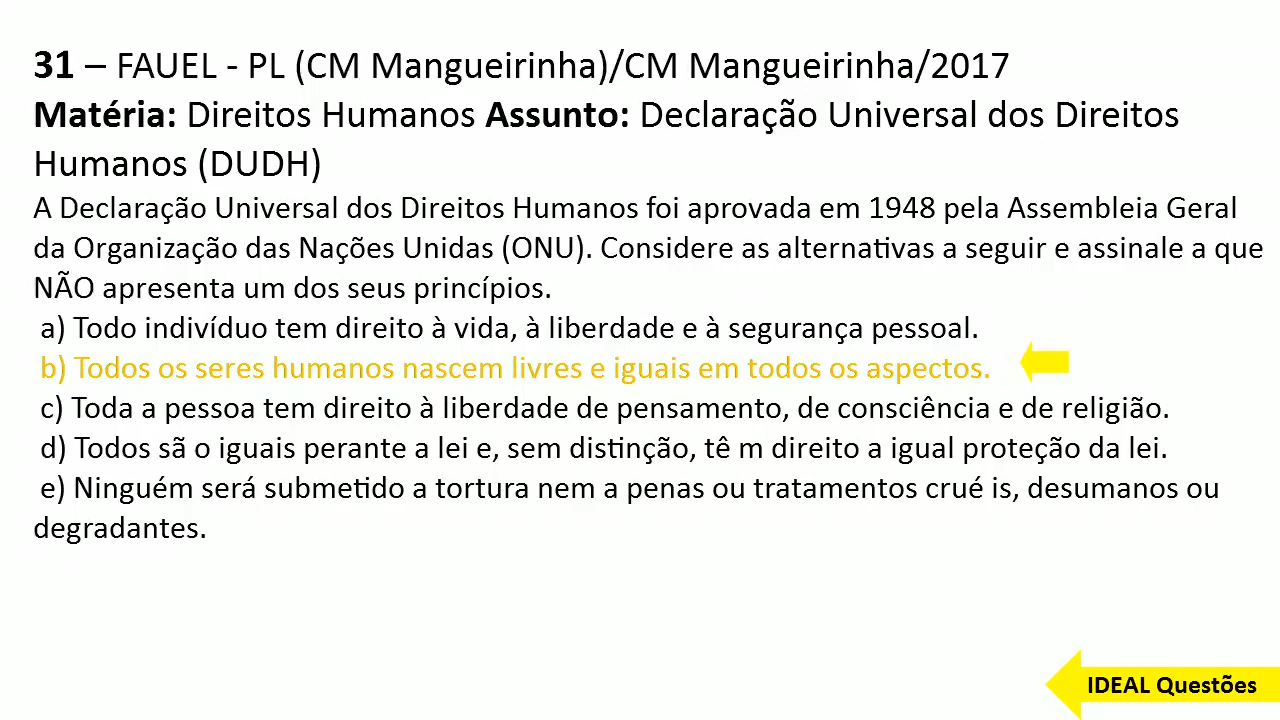 31 – FAUEL - PL (CM Mangueirinha)/CM Mangueirinha/2017
Matéria: Direitos Humanos Assunto: Declaração Universal dos Direitos
Humanos (DUDH)
A Declaração Universal dos Direitos Humanos foi aprovada em 1948 pela Assembleia Geral
da Organização das Nações Unidas (ONU). Considere as alternativas a seguir e assinale a que
NÃO apresenta um dos seus princípios.
a) Todo indivíduo tem direito à vida, à liberdade e à segurança pessoal.
b) Todos os seres humanos nascem livres e iguais em todos os aspectos.
c) Toda a pessoa tem direito à liberdade de pensamento, de consciência e de religião.
d) Todos sã o iguais perante a lei e, sem distinção, tê m direito a igual proteção da lei.
e) Ninguém será submetido a tortura nem a penas ou tratamentos crué is, desumanos ou
degradantes.
IDEAL Questões